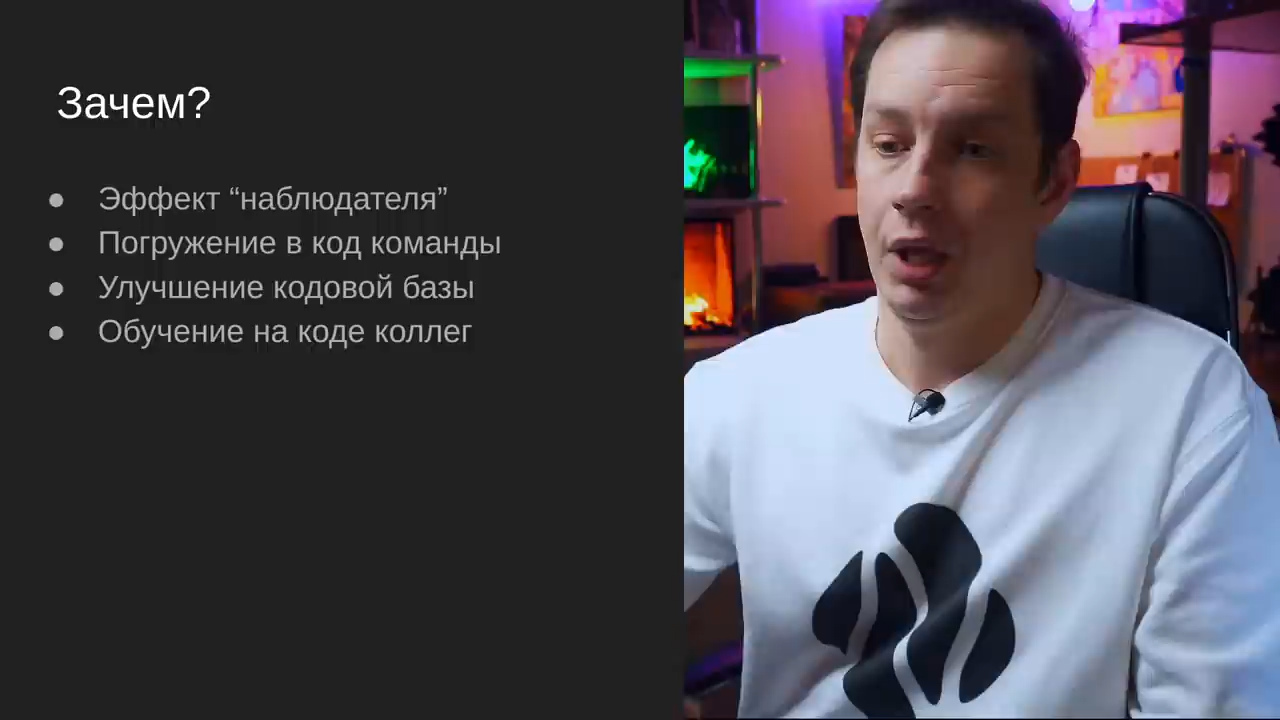 Зачем?
● Эффект “наблюдателя”
● Погружение в код команды
● Улучшение кодовой базы
● Обучение на коде коллег